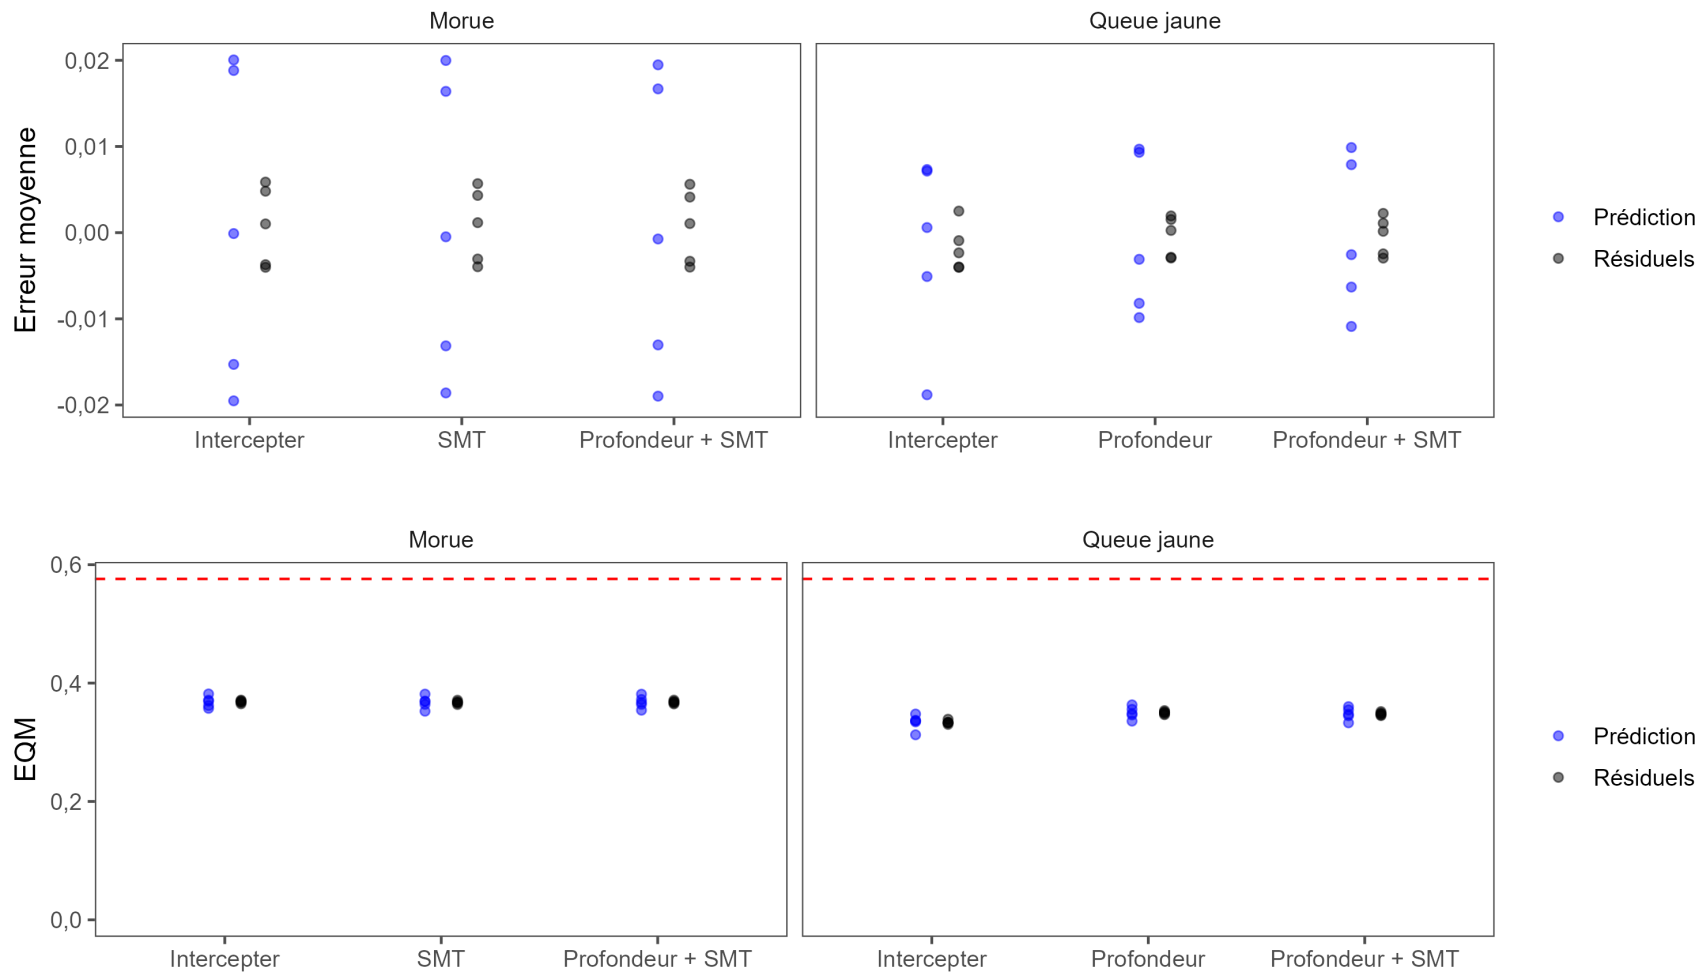 Morue
Queue jaune
Erreur moyenne
0,02
0,01
0,00
-0,01
-0,02
Intercepter
SMT
Profondeur + SMT
Intercepter
Profondeur
Profondeur + SMT
Prédiction
Résiduels
Morue
Queue jaune
EQM
0,6
0,4
0,2
0,0
Intercepter
SMT
Profondeur + SMT
Intercepter
Profondeur
Profondeur + SMT
Prédiction
Résiduels